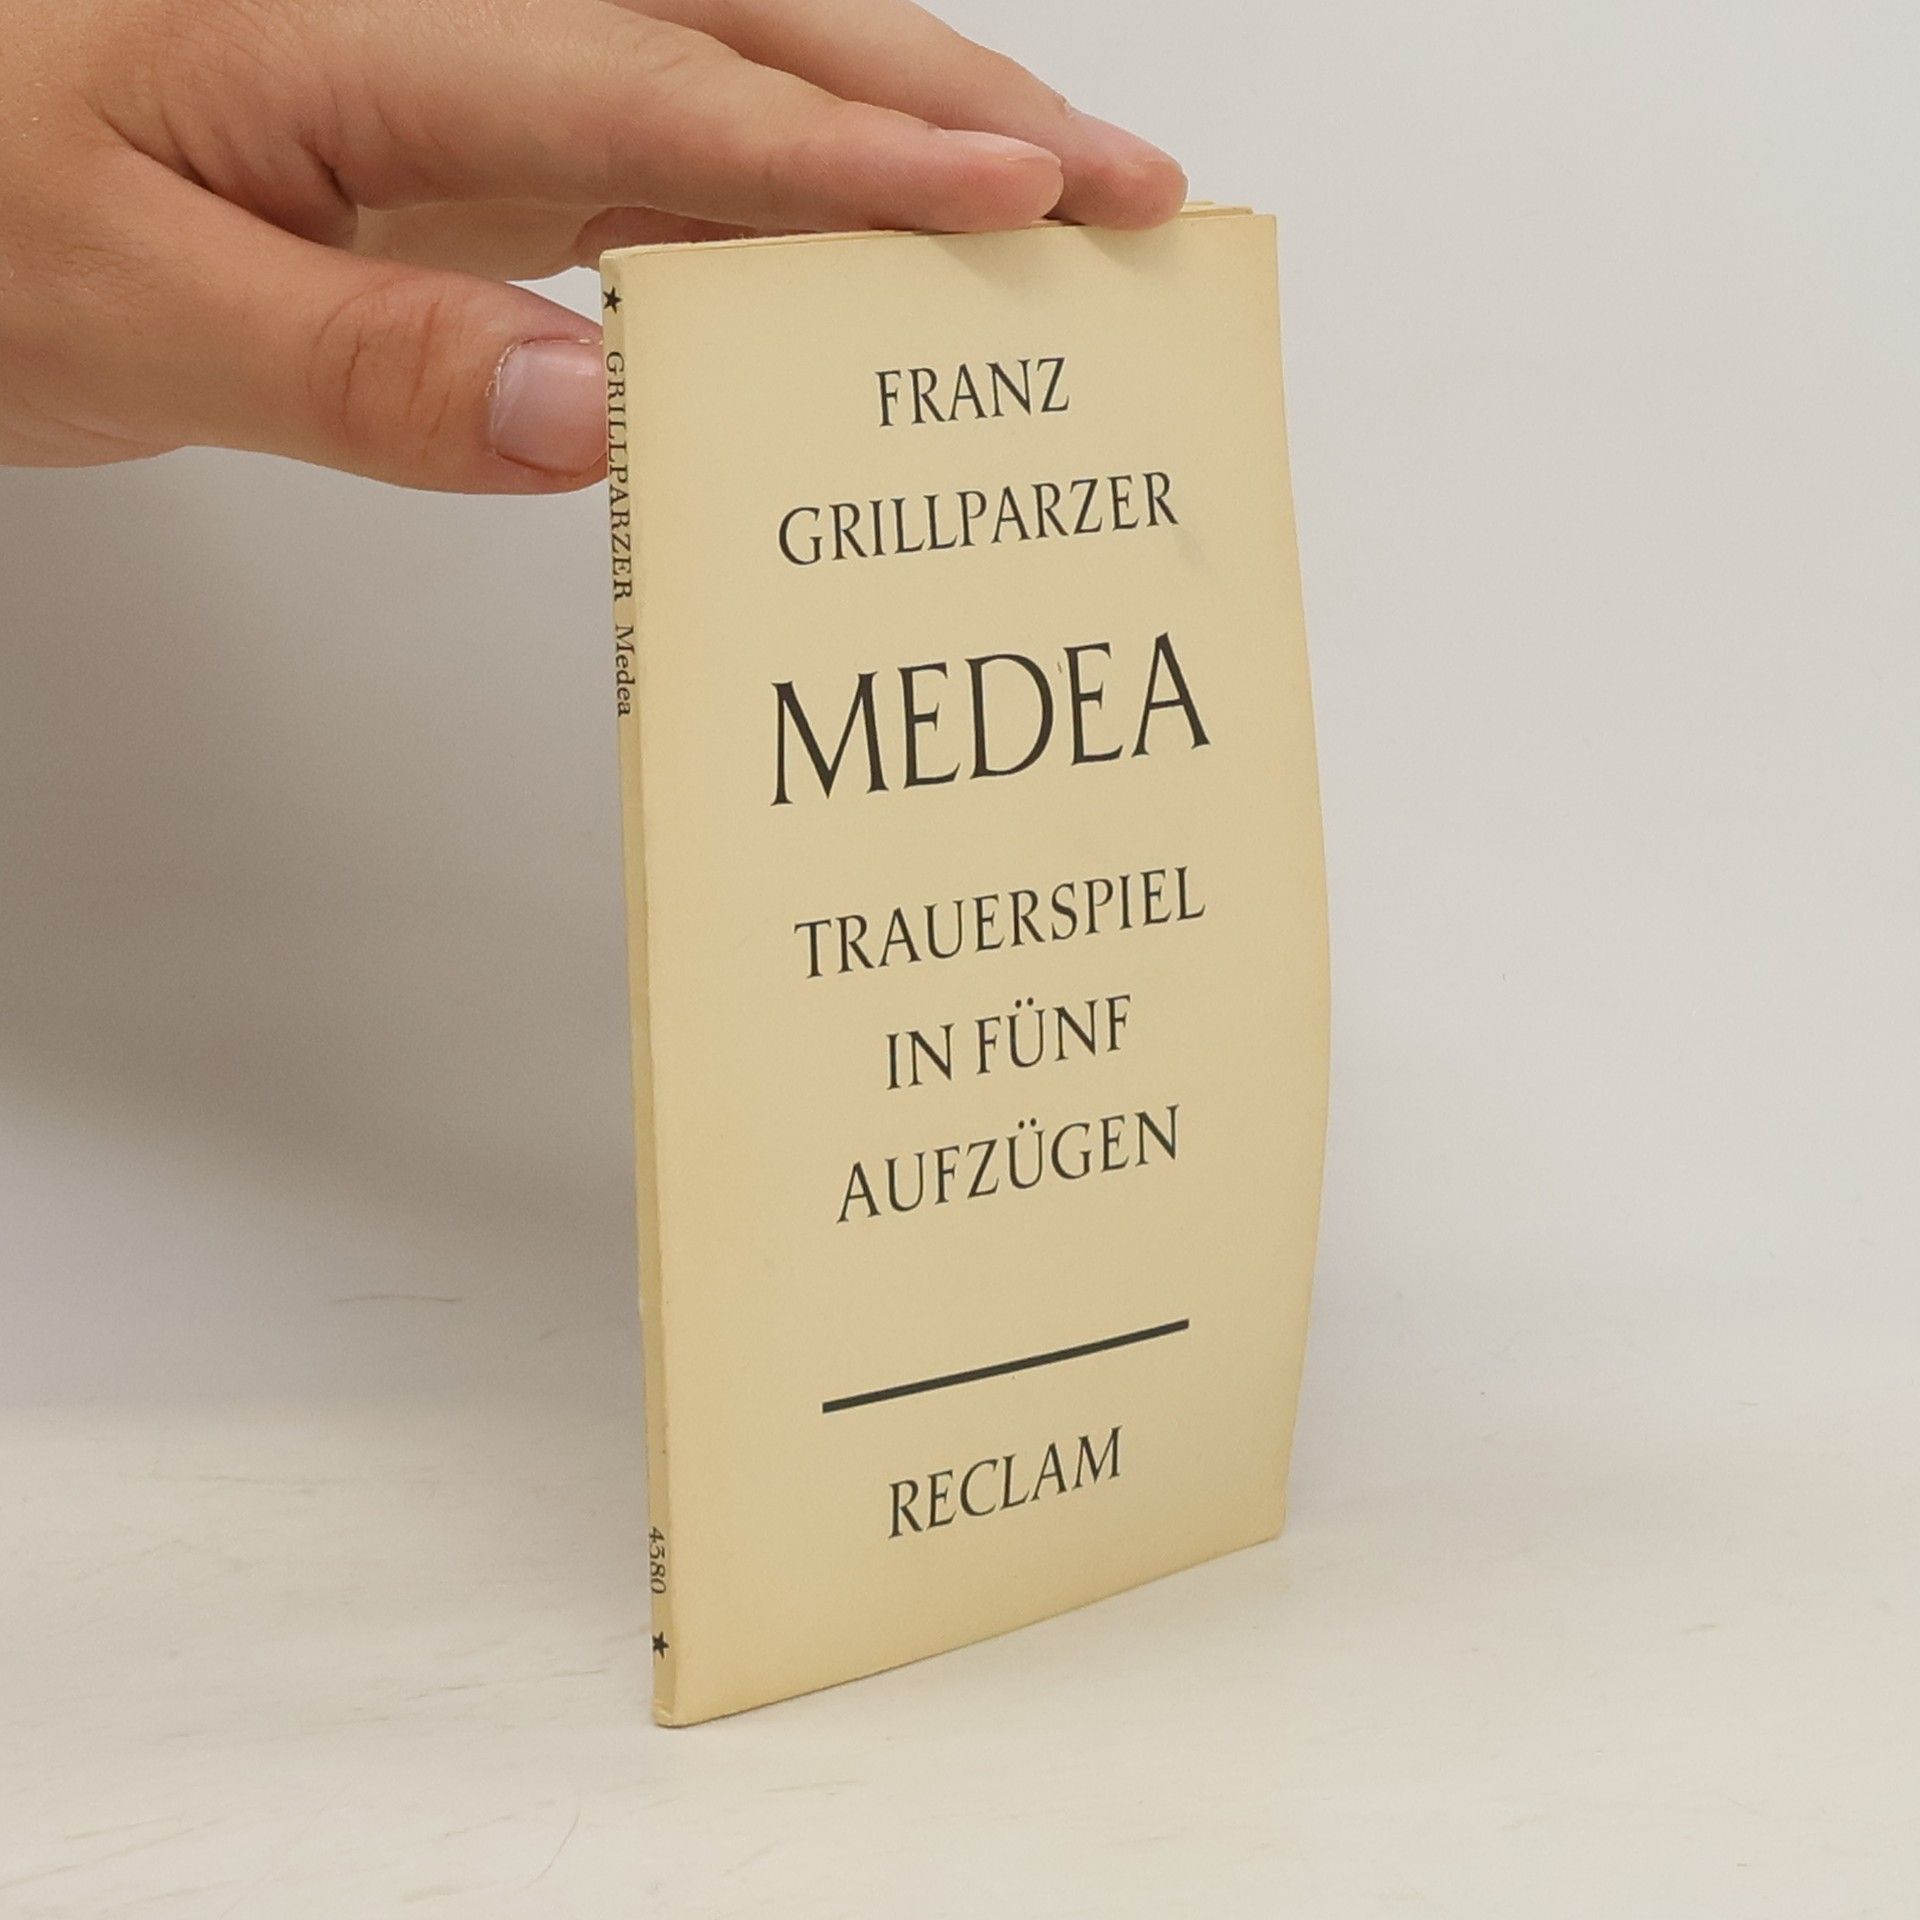 FRANZ
GRILLPARZER
MEDEA
TRAUERSPIEL
IN FÜNF
AUFZÜGEN
RECLAM
★ GRILLPARZER Medea 4380 ★